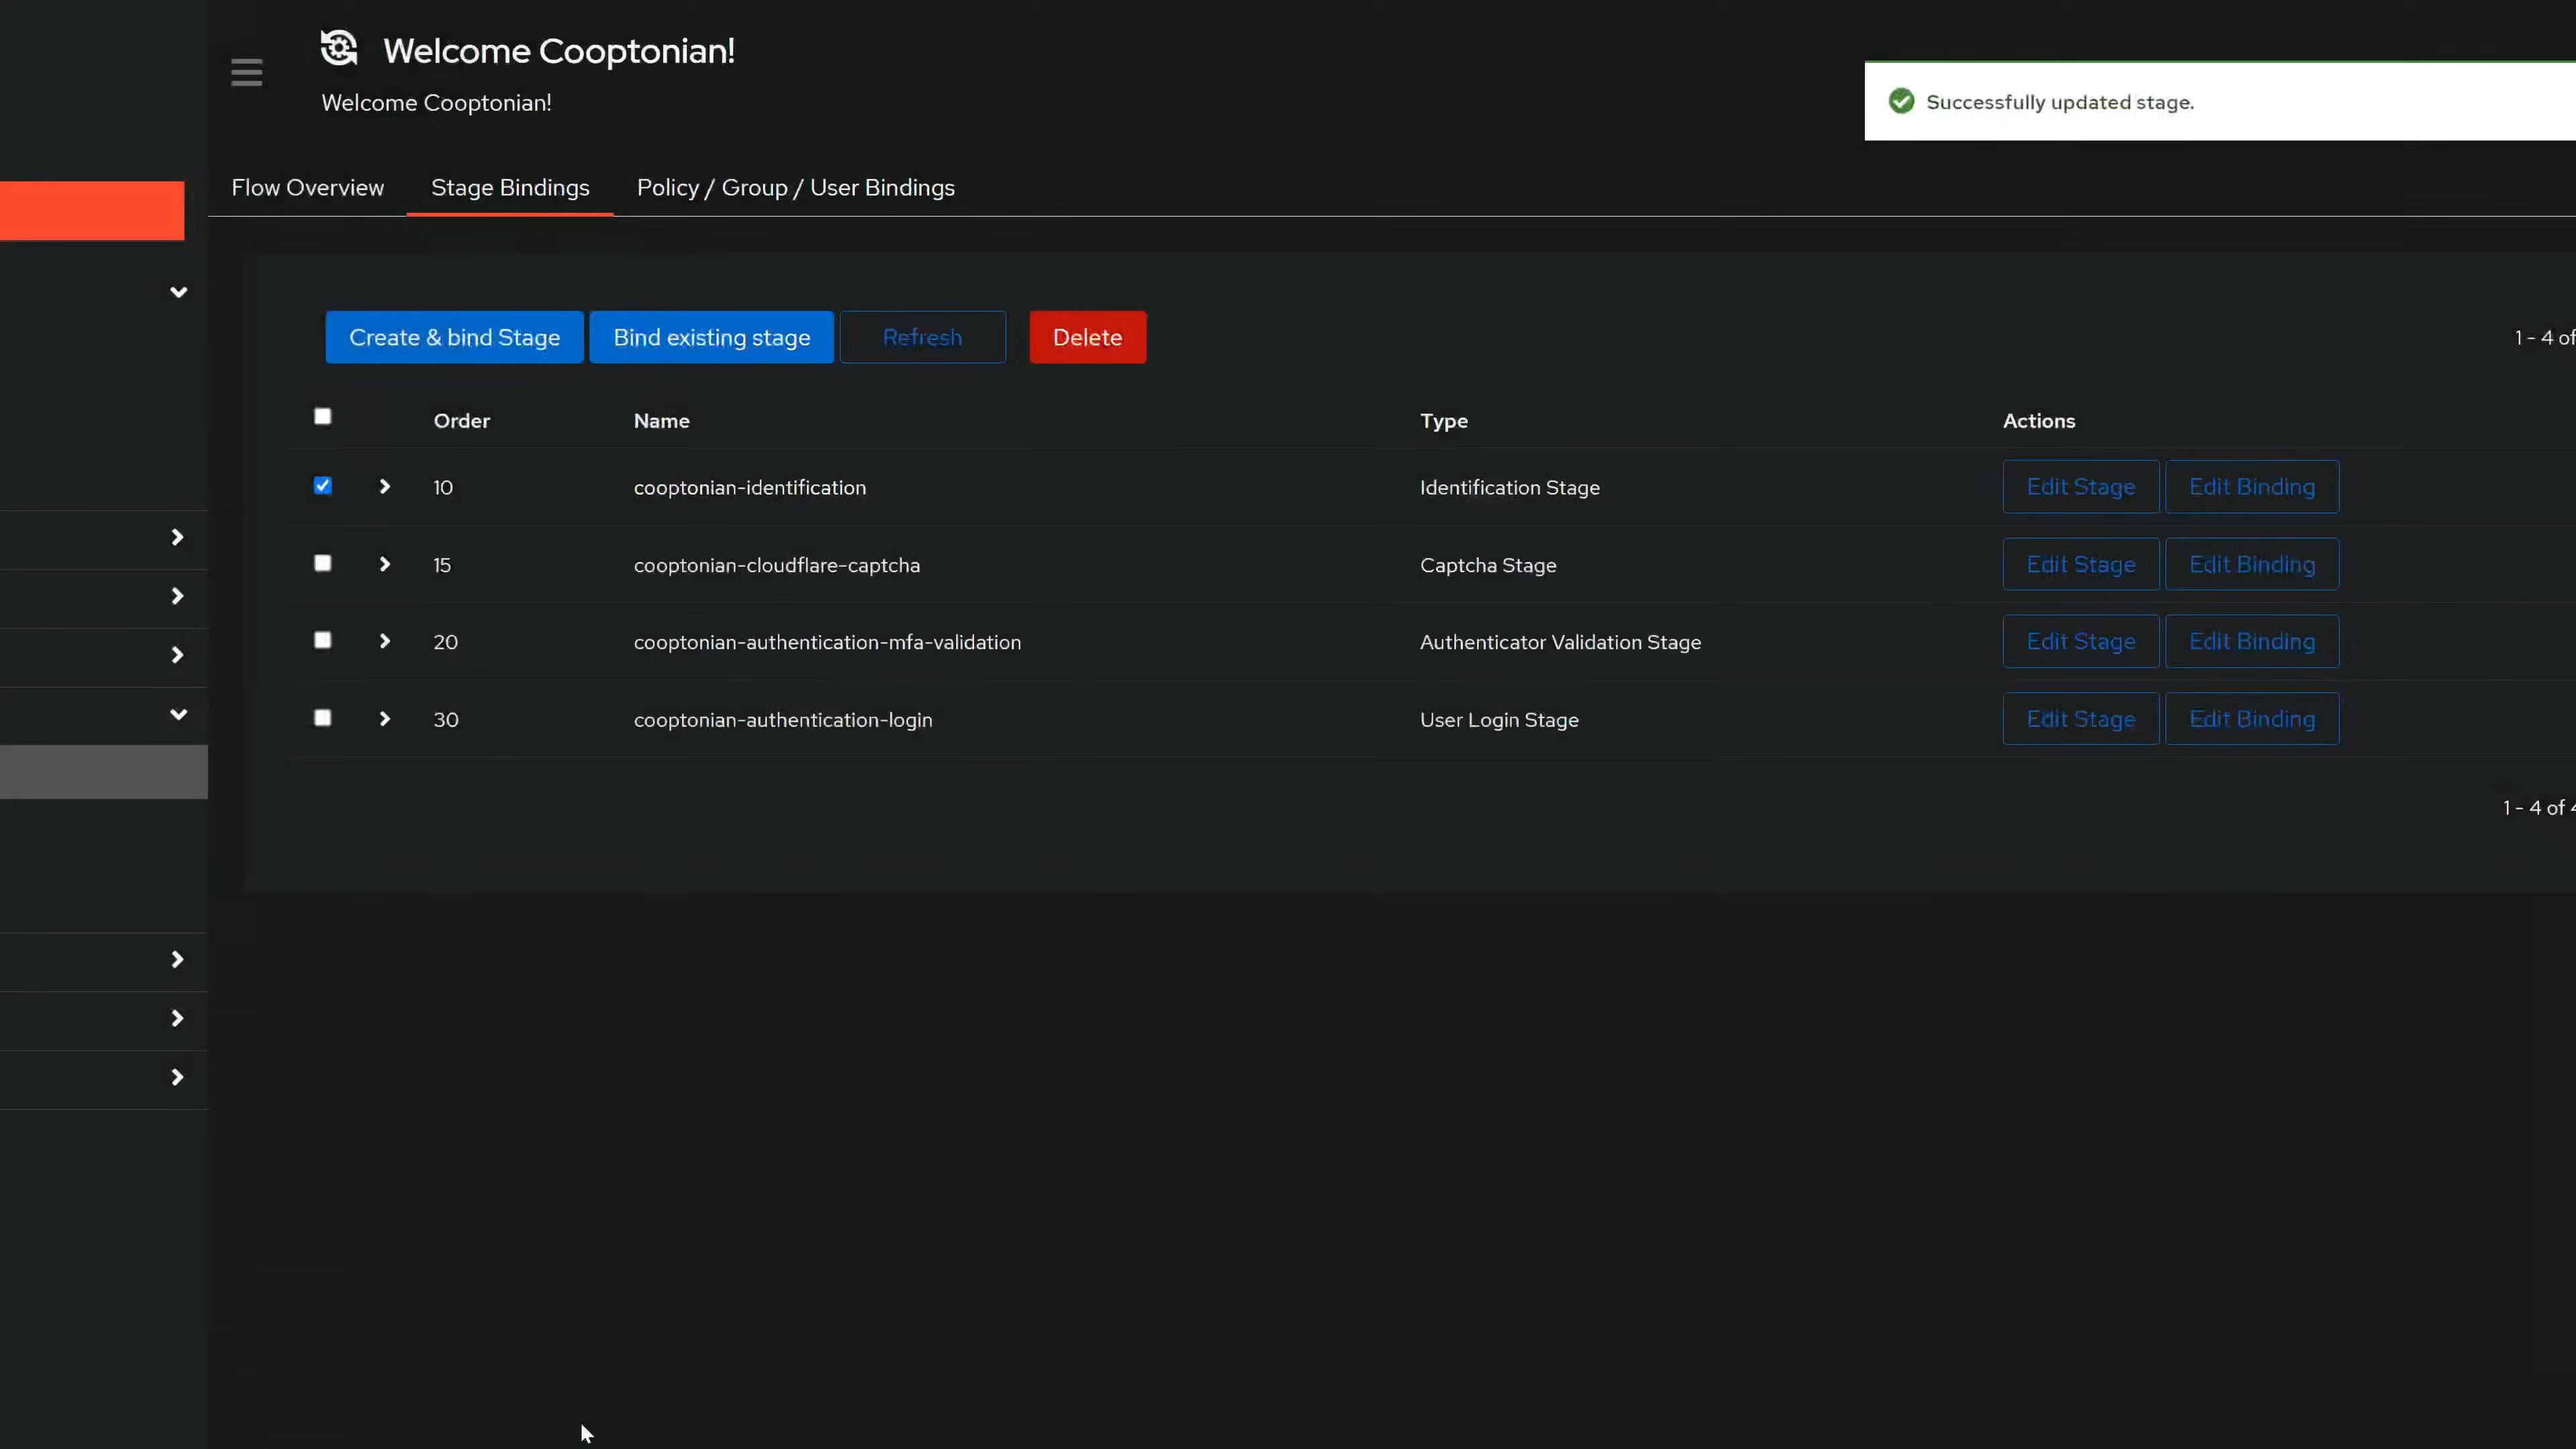 Welcome Cooptonian!
Welcome Cooptonian!
Successfully updated stage.
Flow Overview Stage Bindings Policy / Group / User Bindings
Create & bind Stage Bind existing stage Refresh Delete 1 - 4 of
Order Name Type Actions
10 cooptonian-identification Identification Stage Edit Stage Edit Binding
15 cooptonian-cloudflare-captcha Captcha Stage Edit Stage Edit Binding
20 cooptonian-authentication-mfa-validation Authenticator Validation Stage Edit Stage Edit Binding
30 cooptonian-authentication-login User Login Stage Edit Stage Edit Binding
1 - 4 of 4